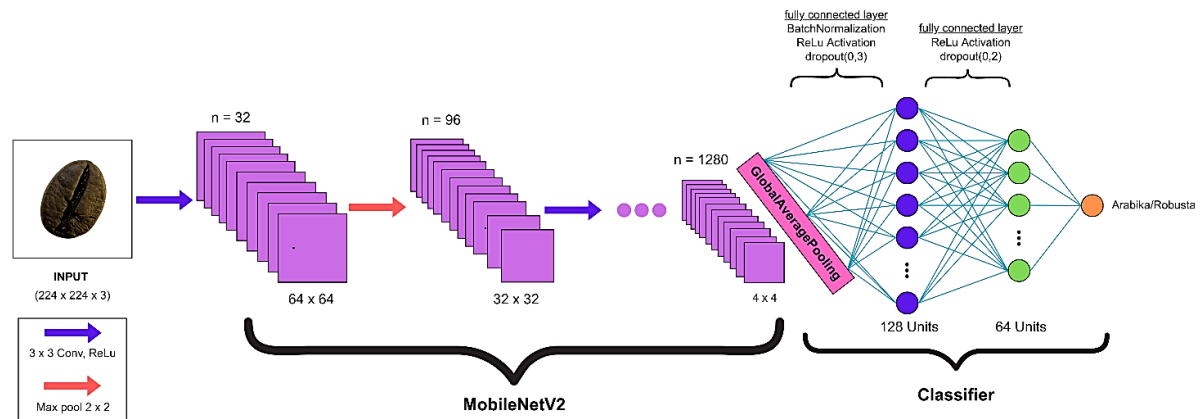 fully connected layer
BatchNormalization
ReLu Activation
dropout(0,3)
fully connected layer
ReLu Activation
dropout(0,2)
n = 32
n = 96
n = 1280
GlobalAveragePooling
Arabika/Robusta
INPUT
(224 x 224 x 3)
64 x 64
32 x 32
4 x 4
128 Units
64 Units
3 x 3 Conv, ReLu
Max pool 2 x 2
MobileNetV2
Classifier